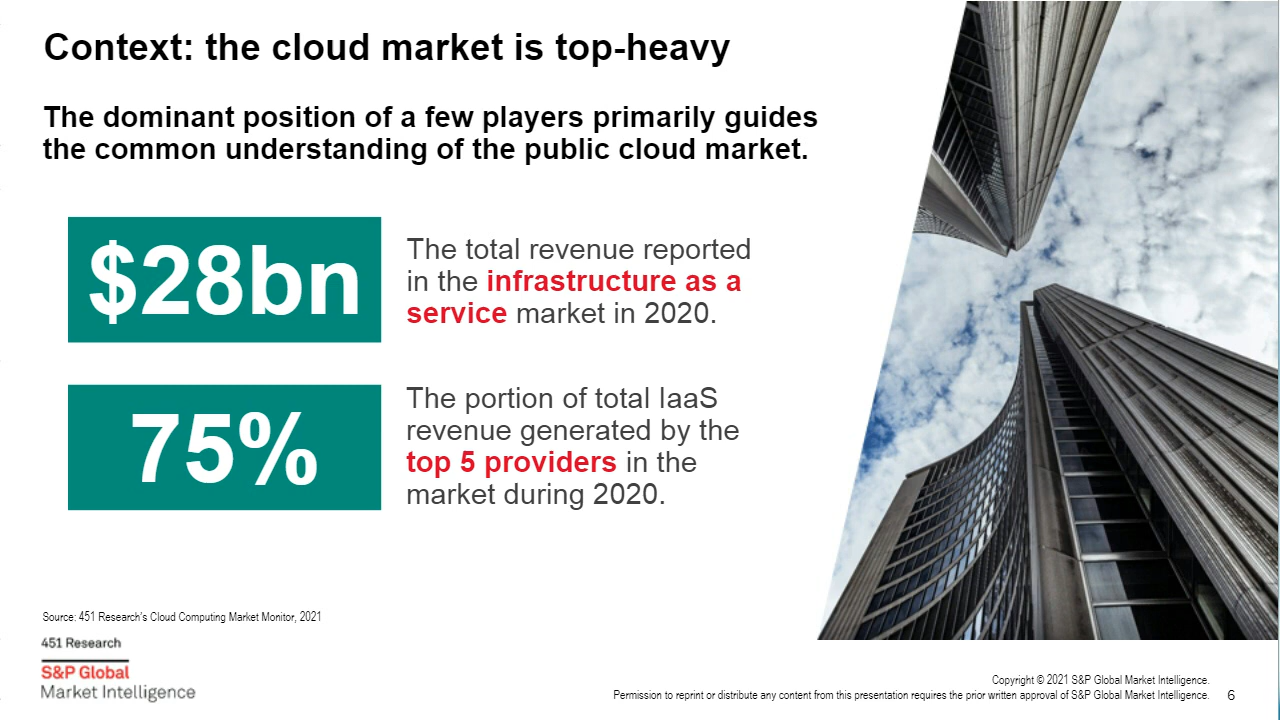 Context: the cloud market is top-heavy
The dominant position of a few players primarily guides
the common understanding of the public cloud market.
$28bn
The total revenue reported
in the infrastructure as a
service market in 2020.
75%
The portion of total IaaS
revenue generated by the
top 5 providers in the
market during 2020.
Source: 451 Research's Cloud Computing Market Monitor, 2021
451 Research
S&P Global
Market Intelligence
Copyright © 2021 S&P Global Market Intelligence.
Permission to reprint or distribute any content from this presentation requires the prior written approval of S&P Global Market Intelligence.
6